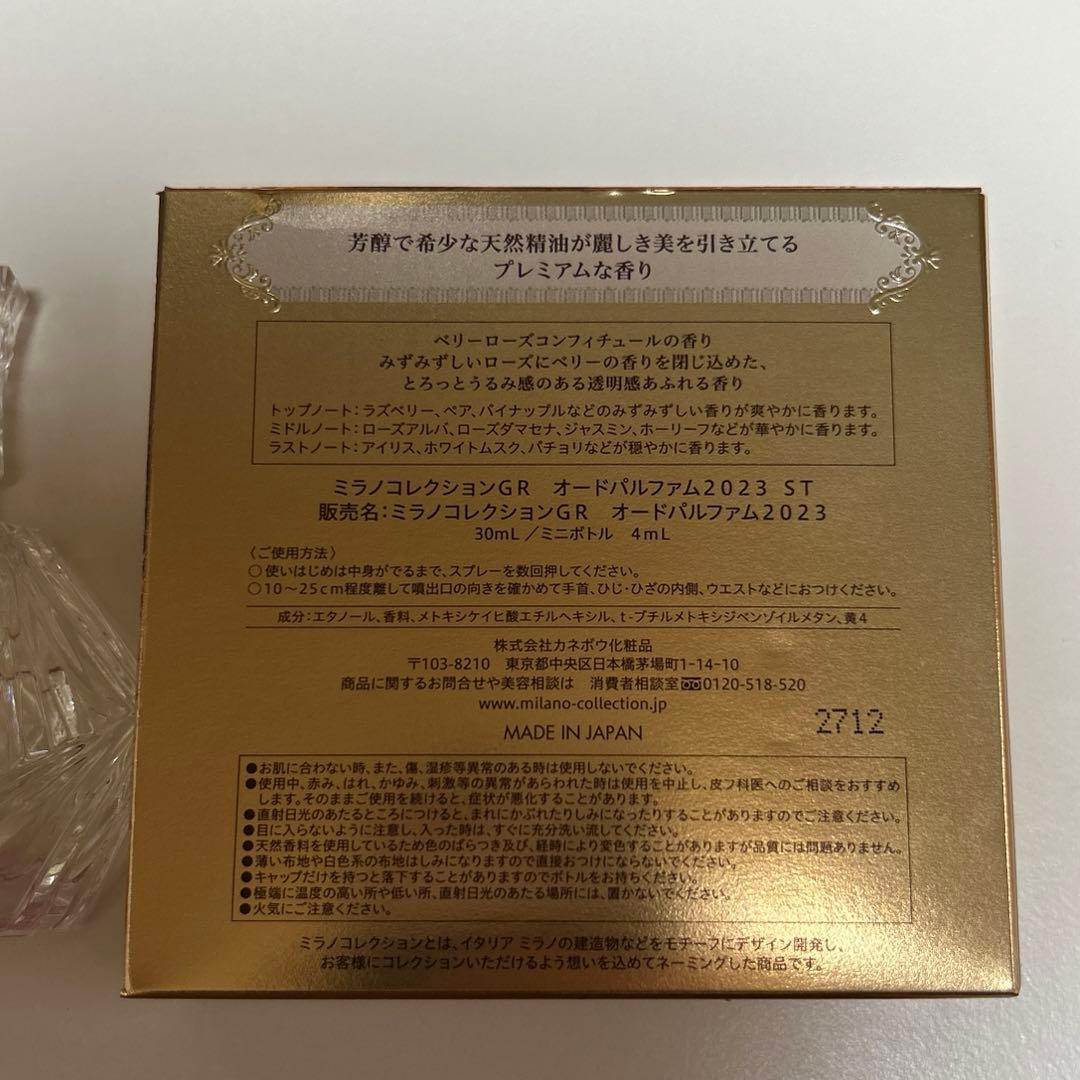 芳醇で希少な天然精油が麗しき美を引き立てる
プレミアムな香り
ベリーローズコンフィチュールの香り
みずみずしいローズにベリーの香りを閉じ込めた、
とろっとうるみ感のある透明感あふれる香り
トップノート：ラズベリー、ペア、パイナップルなどのみずみずしい香りが爽やかに香ります。
ミドルノート：ローズアルバ、ローズダマセナ、ジャスミン、ホーリーフなどが華やかに香ります。
ラストノート：アイリス、ホワイトムスク、パチョリなどが穏やかに香ります。
ミラノコレクションGR　オードパルファム2023 ST
販売名：ミラノコレクションGR　オードパルファム2023
30mL／ミニボトル　4mL
〈ご使用方法〉
○使いはじめは中身がでるまで、スプレーを数回押してください。
○10～25cm程度離して噴出口の向きを確かめて手首、ひじ・ひざの内側、ウエストなどにおつけください。
成分：エタノール、香料、メトキシケイヒ酸エチルヘキシル、t-ブチルメトキシジベンゾイルメタン、黄4
株式会社カネボウ化粧品
〒103-8210　東京都中央区日本橋茅場町1-14-10
商品に関するお問合せや美容相談は　消費者相談室0120-518-520
www.milano-collection.jp
MADE IN JAPAN
2712
●お肌に合わない時、また、傷、湿疹等異常のある時は使用しないでください。
●使用中、赤み、はれ、かゆみ、刺激等の異常があらわれた時は使用を中止し、皮フ科医へのご相談をおすすめ
します。そのままご使用を続けると、症状が悪化することがあります。
●直射日光のあたるところにつけると、まれにかぶれたりしみになったりすることがありますのでご注意ください。
●目に入らないように注意し、入った時は、すぐに充分洗い流してください。
●天然香料を使用しているため色のばらつき及び、経時により変色することがありますが品質には問題ありません。
●薄い布地や白色系の布地はしみになりますので直接おつけにならないでください。
●キャップだけを持つと落下することがありますのでボトルをお持ちください。
●極端に温度の高い所や低い所、直射日光のあたる場所には、置かないでください。
●火気にご注意ください。
ミラノコレクションとは、イタリア ミラノの建造物などをモチーフにデザイン開発し、
お客様にコレクションいただけるよう想いを込めてネーミングした商品です。